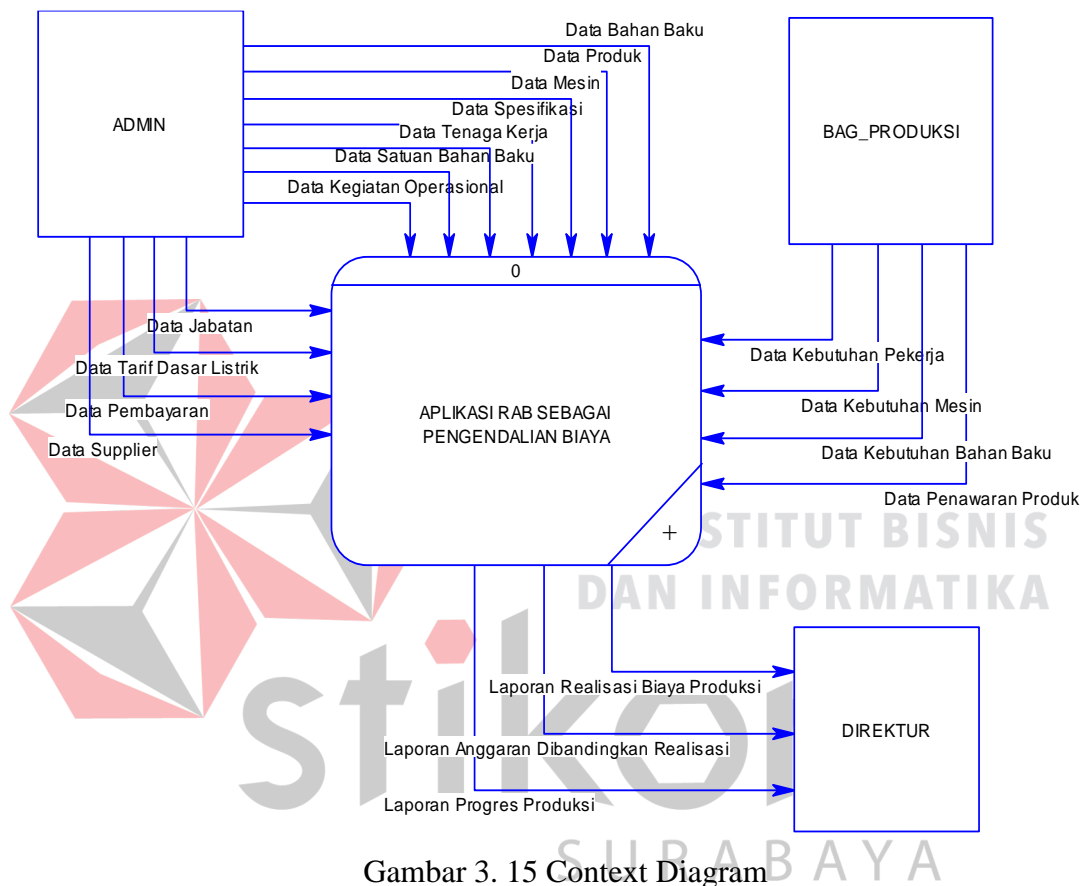 Data Bahan Baku
Data Produk
Data Mesin
Data Spesifikasi
Data Tenaga Kerja
Data Satuan Bahan Baku
Data Kegiatan Operasional
ADMIN
BAG_PRODUKSI
0
Data Jabatan
Data Tarif Dasar Listrik
Data Pembayaran
Data Supplier
APLIKASI RAB SEBAGAI
PENGENDALIAN BIAYA
+
Data Kebutuhan Pekerja
Data Kebutuhan Mesin
Data Kebutuhan Bahan Baku
Data Penawaran Produk
STITUT BISNIS
DAN INFORMATIKA
Laporan Realisasi Biaya Produksi
Laporan Anggaran Dibandingkan Realisasi
Laporan Progres Produksi
DIREKTUR
stikom
SURABAYA
Gambar 3. 15 Context Diagram